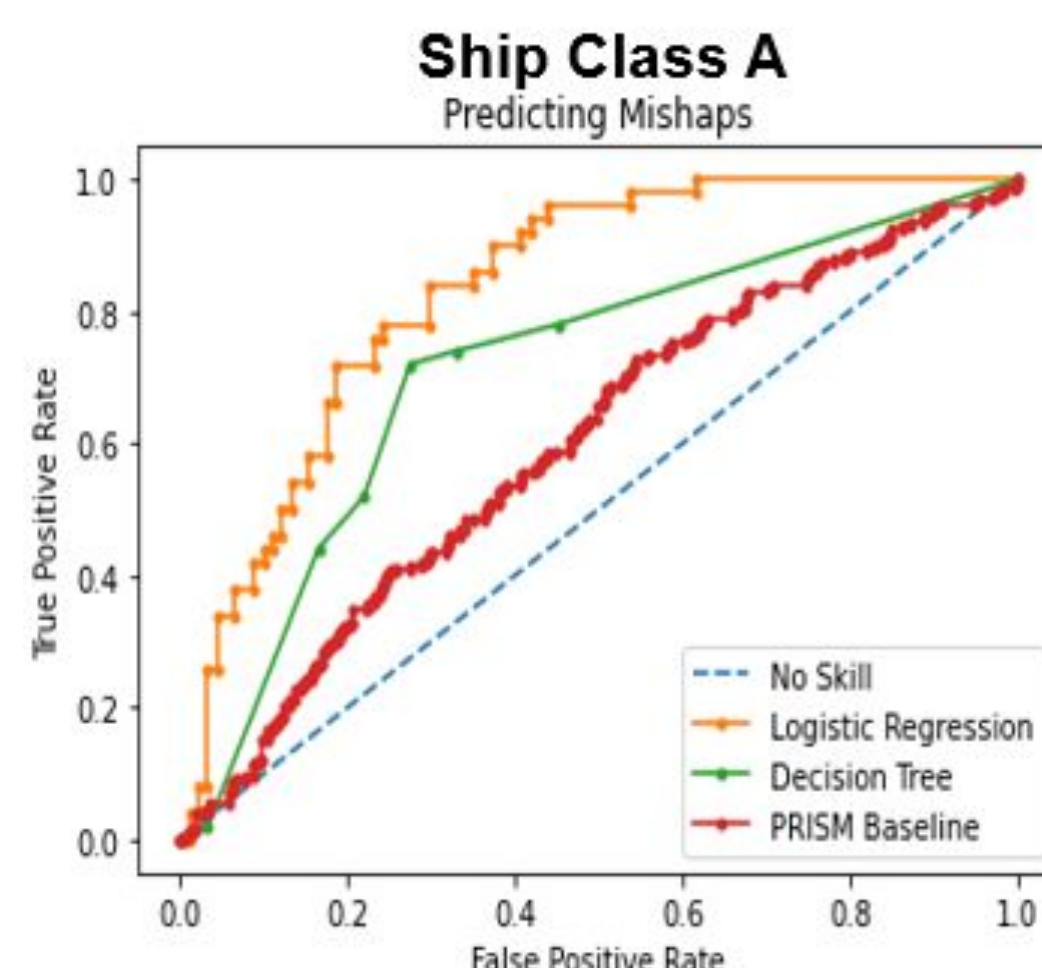 Ship Class A
Predicting Mishaps
True Positive Rate
1.0
0.8
0.6
0.4
0.2
0.0
No Skill
Logistic Regression
Decision Tree
PRISM Baseline
0.0 0.2 0.4 0.6 0.8 1.0
False Positive Rate